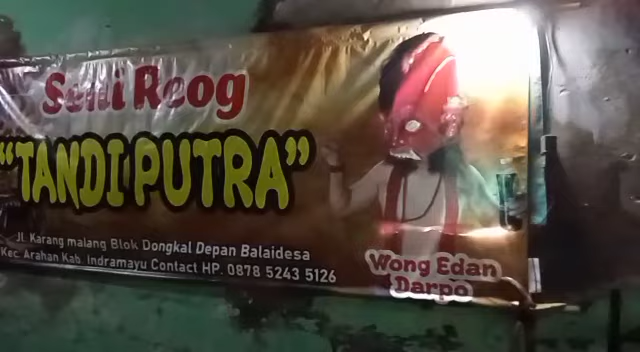 Seni Reog
"TANDI PUTRA"
Jl. Karang malang Blok Dongkal Depan Balaidesa
Kec. Arahan Kab. Indramayu Contact HP. 0878 5243 5126
Wong Edan
Darpo